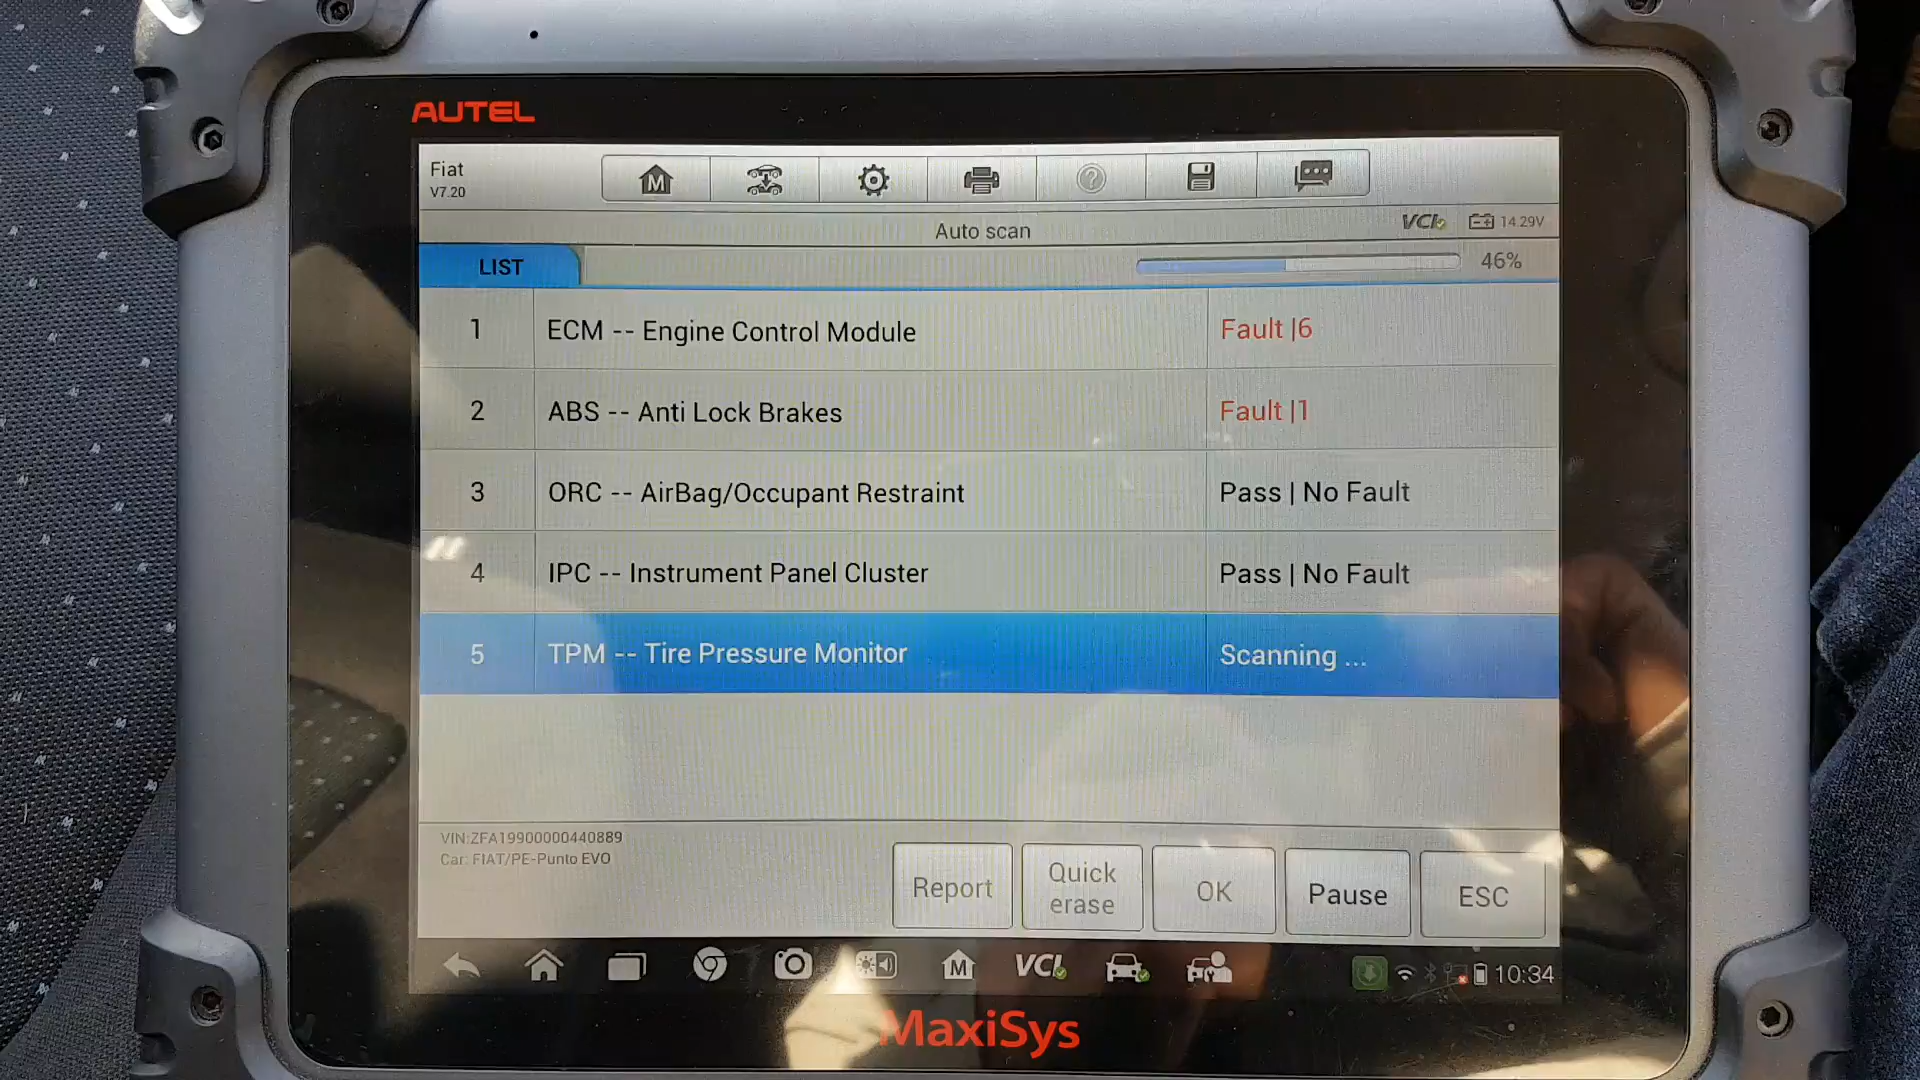 AUTEL
Fiat
V7.20
M
Auto scan
VCI
14.29V
LIST
46%
1 ECM -- Engine Control Module Fault |6
2 ABS -- Anti Lock Brakes Fault |1
3 ORC -- AirBag/Occupant Restraint Pass | No Fault
4 IPC -- Instrument Panel Cluster Pass | No Fault
5 TPM -- Tire Pressure Monitor Scanning ...
VIN:ZFA19900000440889
Car: FIAT/PE-Punto EVO
Report
Quick
erase
OK
Pause
ESC
M
VCI
10:34
MaxiSys